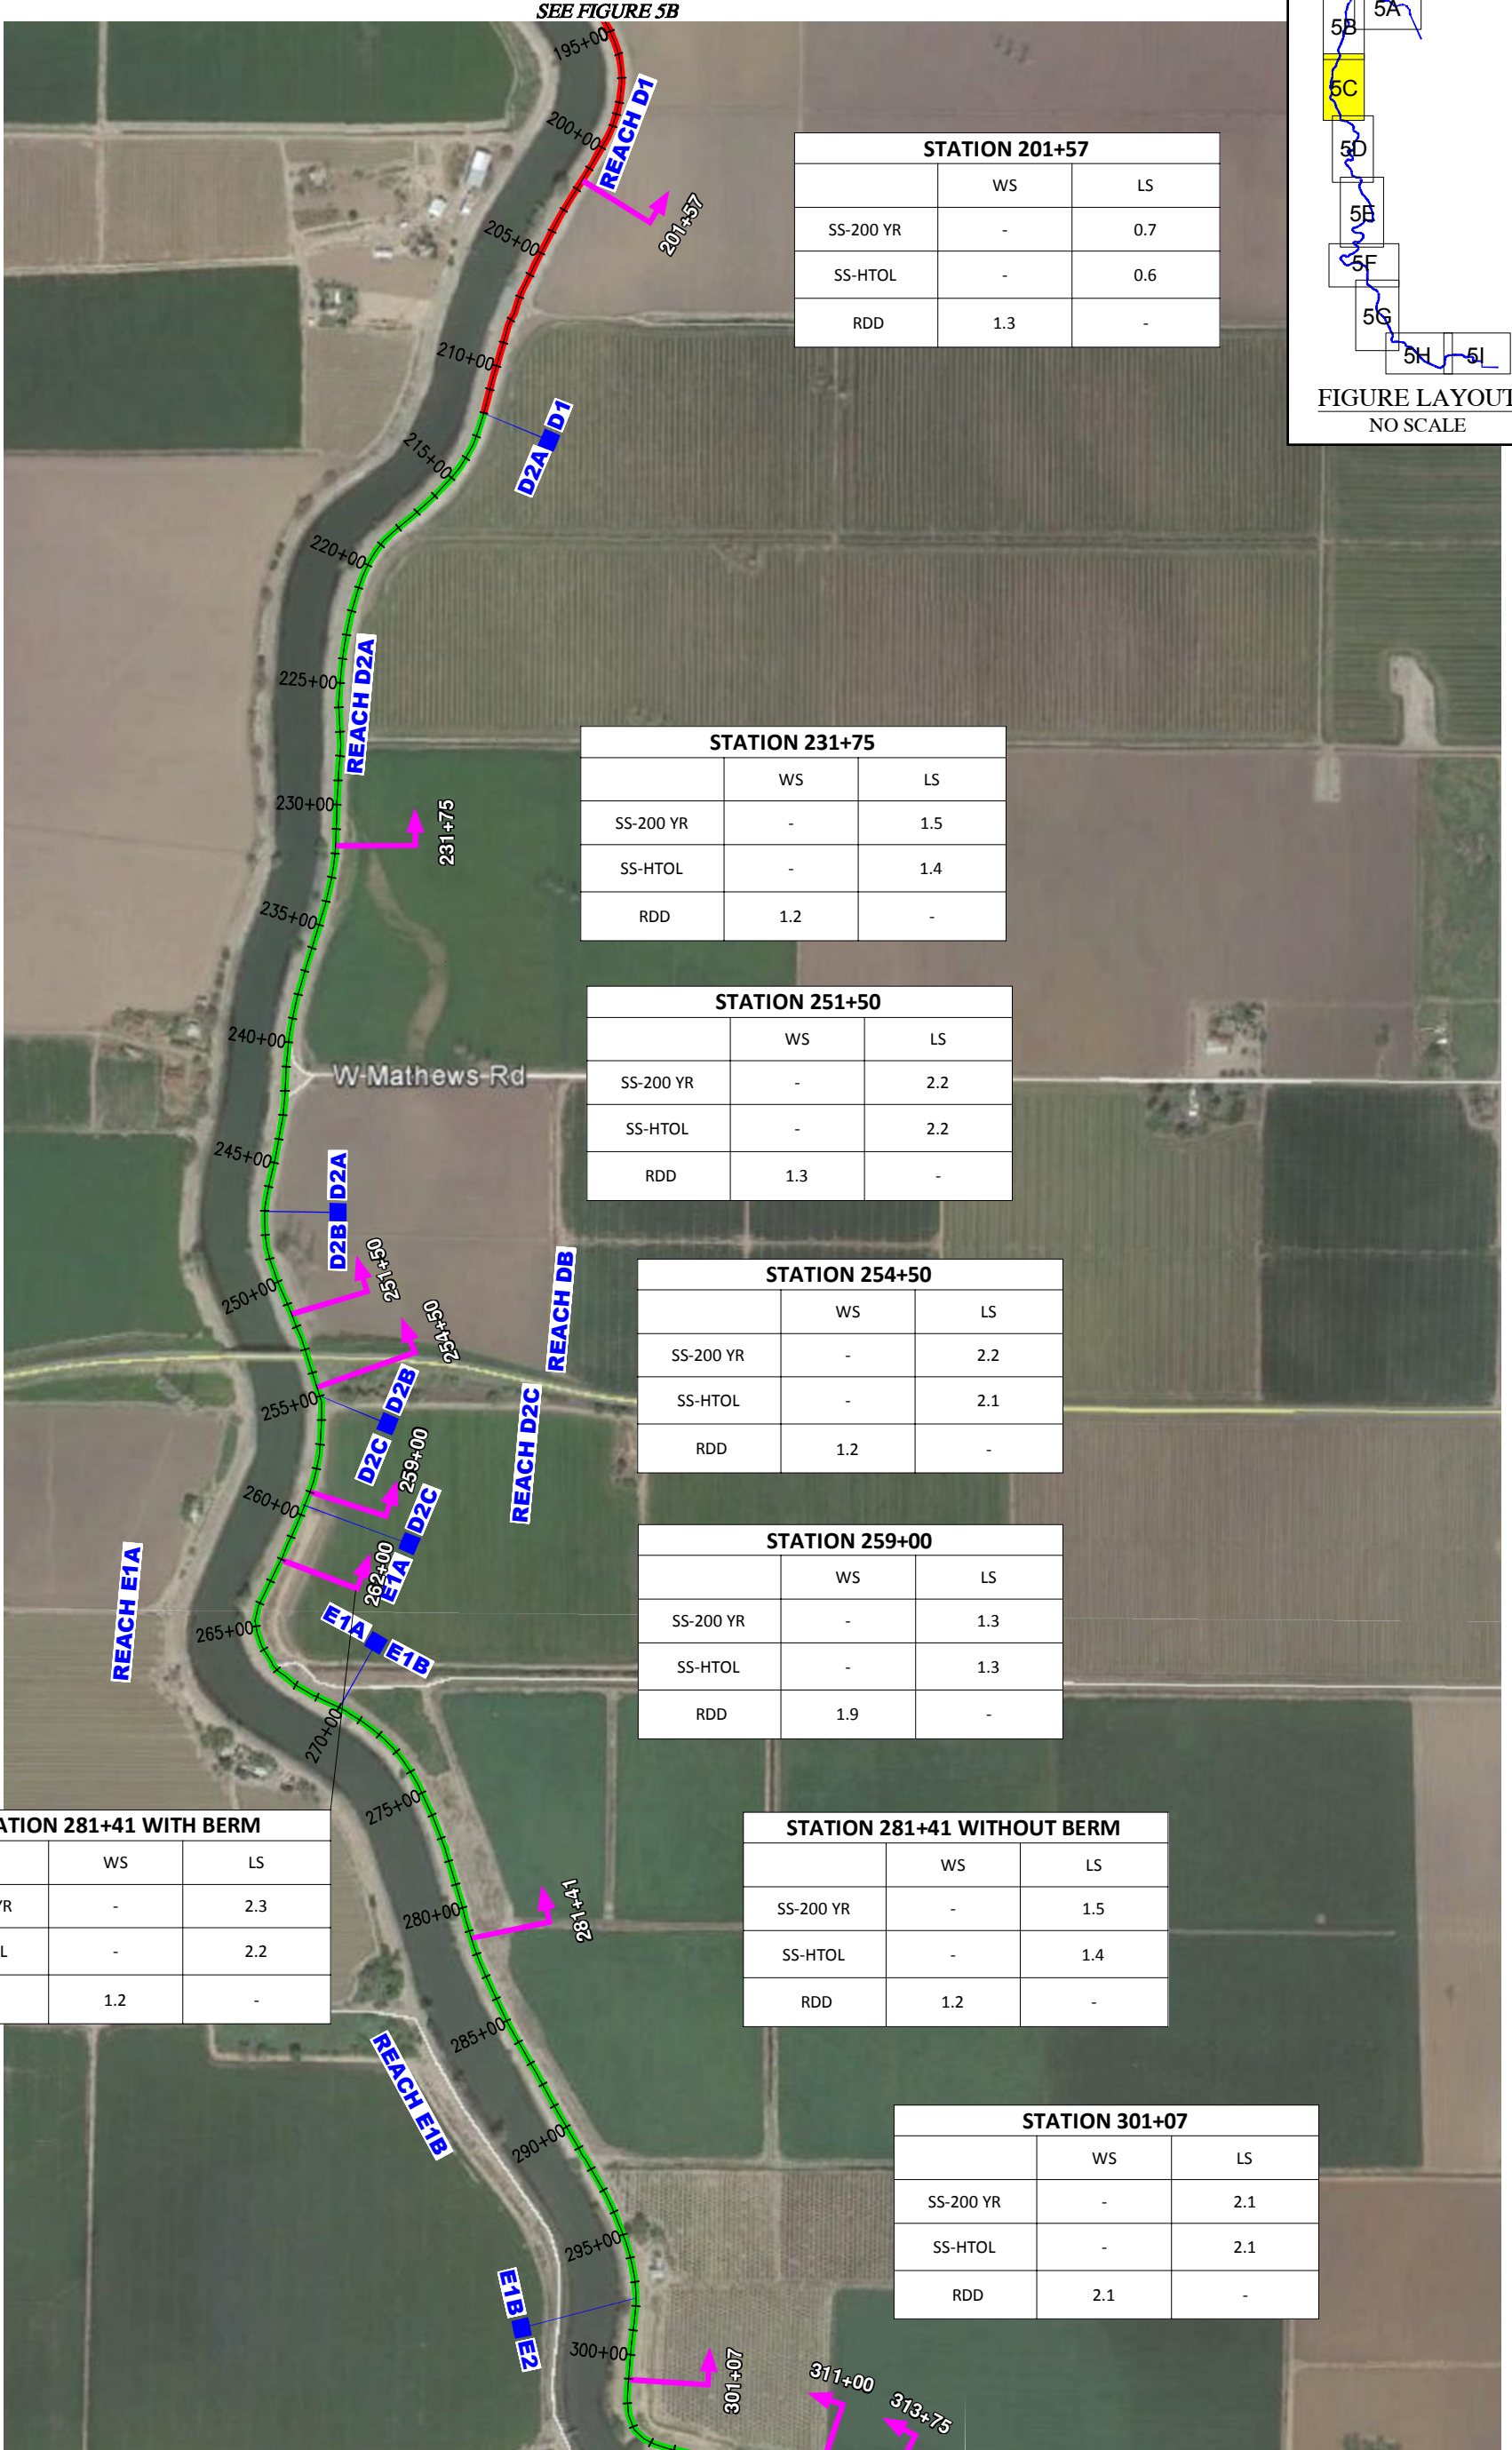 SEE FIGURE 5B
5A
5B
5C
5D
5E
5F
5G
5H
5I
FIGURE LAYOUT
NO SCALE
195+00
REACH D1
200+00
201+57
205+00
210+00
D1
D2A
215+00
220+00
REACH D2A
225+00
230+00
231+75
235+00
240+00
W-Mathews-Rd
245+00
D2A
D2B
250+00
251+50
254+50
REACH DB
255+00
D2B
D2C
REACH D2C
259+00
260+00
D2C
E1A
262+00
REACH E1A
265+00
E1A
E1B
270+00
275+00
280+00
281+41
285+00
REACH E1B
290+00
295+00
E1B
E2
300+00
301+07
311+00
313+75
STATION 201+57
WS LS
SS-200 YR - 0.7
SS-HTOL - 0.6
RDD 1.3 -
STATION 231+75
WS LS
SS-200 YR - 1.5
SS-HTOL - 1.4
RDD 1.2 -
STATION 251+50
WS LS
SS-200 YR - 2.2
SS-HTOL - 2.2
RDD 1.3 -
STATION 254+50
WS LS
SS-200 YR - 2.2
SS-HTOL - 2.1
RDD 1.2 -
STATION 259+00
WS LS
SS-200 YR - 1.3
SS-HTOL - 1.3
RDD 1.9 -
ATION 281+41 WITH BERM
WS LS
YR - 2.3
L - 2.2
1.2 -
STATION 281+41 WITHOUT BERM
WS LS
SS-200 YR - 1.5
SS-HTOL - 1.4
RDD 1.2 -
STATION 301+07
WS LS
SS-200 YR - 2.1
SS-HTOL - 2.1
RDD 2.1 -